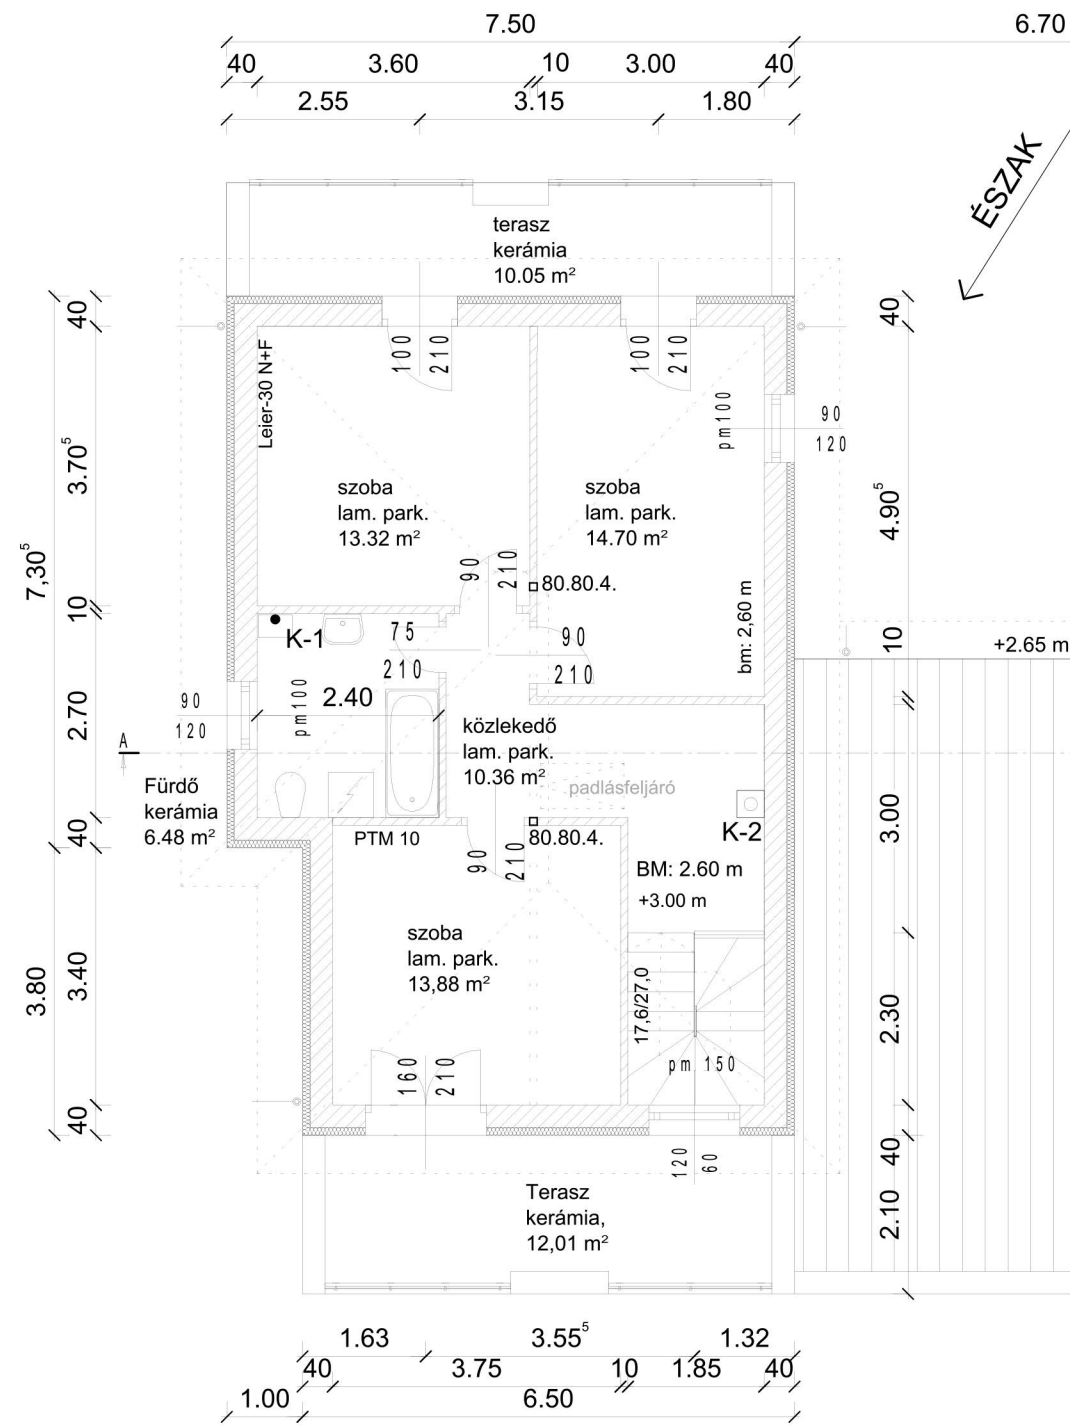 7.50
6.70
40
3.60
10
3.00
40
2.55
3.15
1.80
ÉSZAK
terasz
kerámia
10.05 m²
40
3.70⁵
7,30⁵
10
2.70
40
3.80
3.40
40
40
4.90⁵
10
3.00
2.30
40
2.10
Leier-30 N+F
100
210
100
210
pm100
90
120
szoba
lam. park.
13.32 m²
szoba
lam. park.
14.70 m²
90
210
80.80.4.
K-1
75
210
90
210
bm: 2,60 m
+2.65 m
90
120
pm100
2.40
A
közlekedő
lam. park.
10.36 m²
padlásfeljáró
Fürdő
kerámia
6.48 m²
PTM 10
90
210
80.80.4.
K-2
BM: 2.60 m
+3.00 m
szoba
lam. park.
13,88 m²
17,6/27,0
160
210
pm 150
120
60
Terasz
kerámia,
12,01 m²
1.63
3.55⁵
1.32
40
3.75
10
1.85
40
1.00
6.50